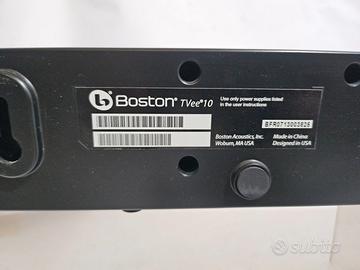 b Boston® TVee®10
Use only power supplies listed
in the user instructions
Boston Acoustics, Inc.
Woburn, MA USA
BFR0713003626
Made in China
Designed in USA
subito